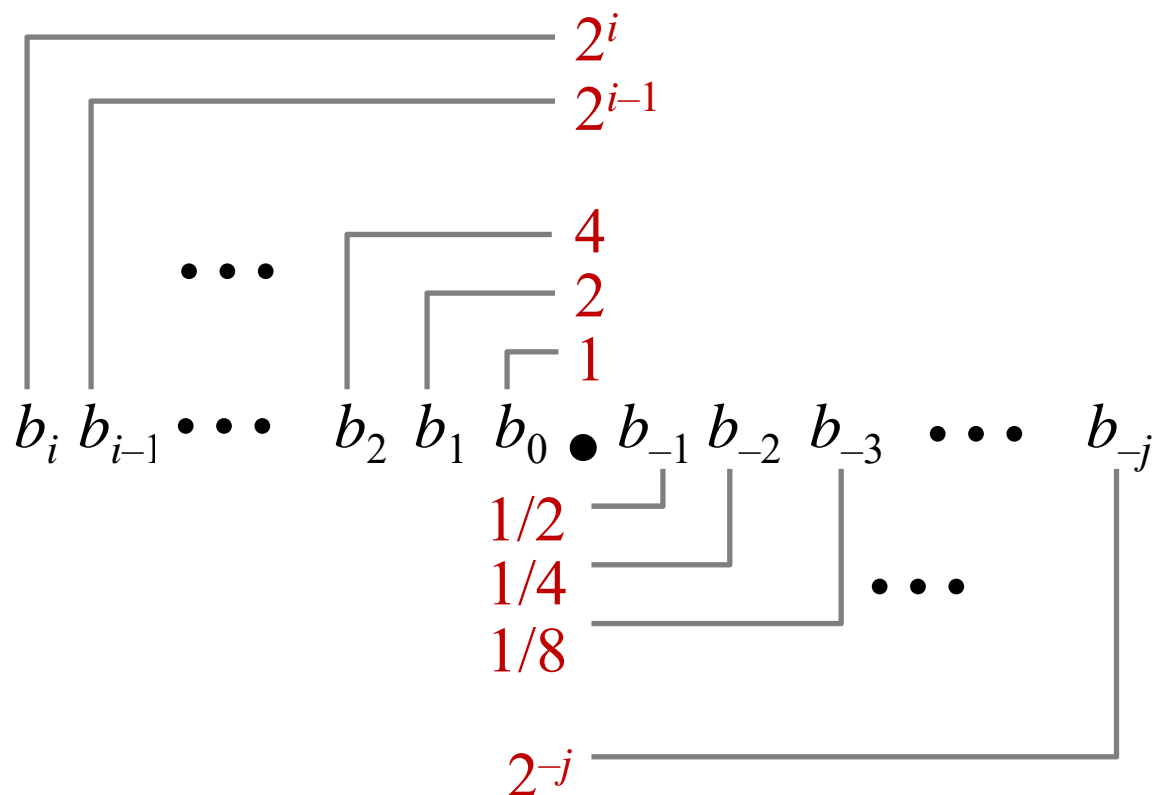 2^i
2^{i–1}
4
2
1
• • •
b_i b_{i–1} • • • b_2 b_1 b_0 • b_{–1} b_{–2} b_{–3} • • • b_{–j}
1/2
1/4
• • •
1/8
2^{–j}